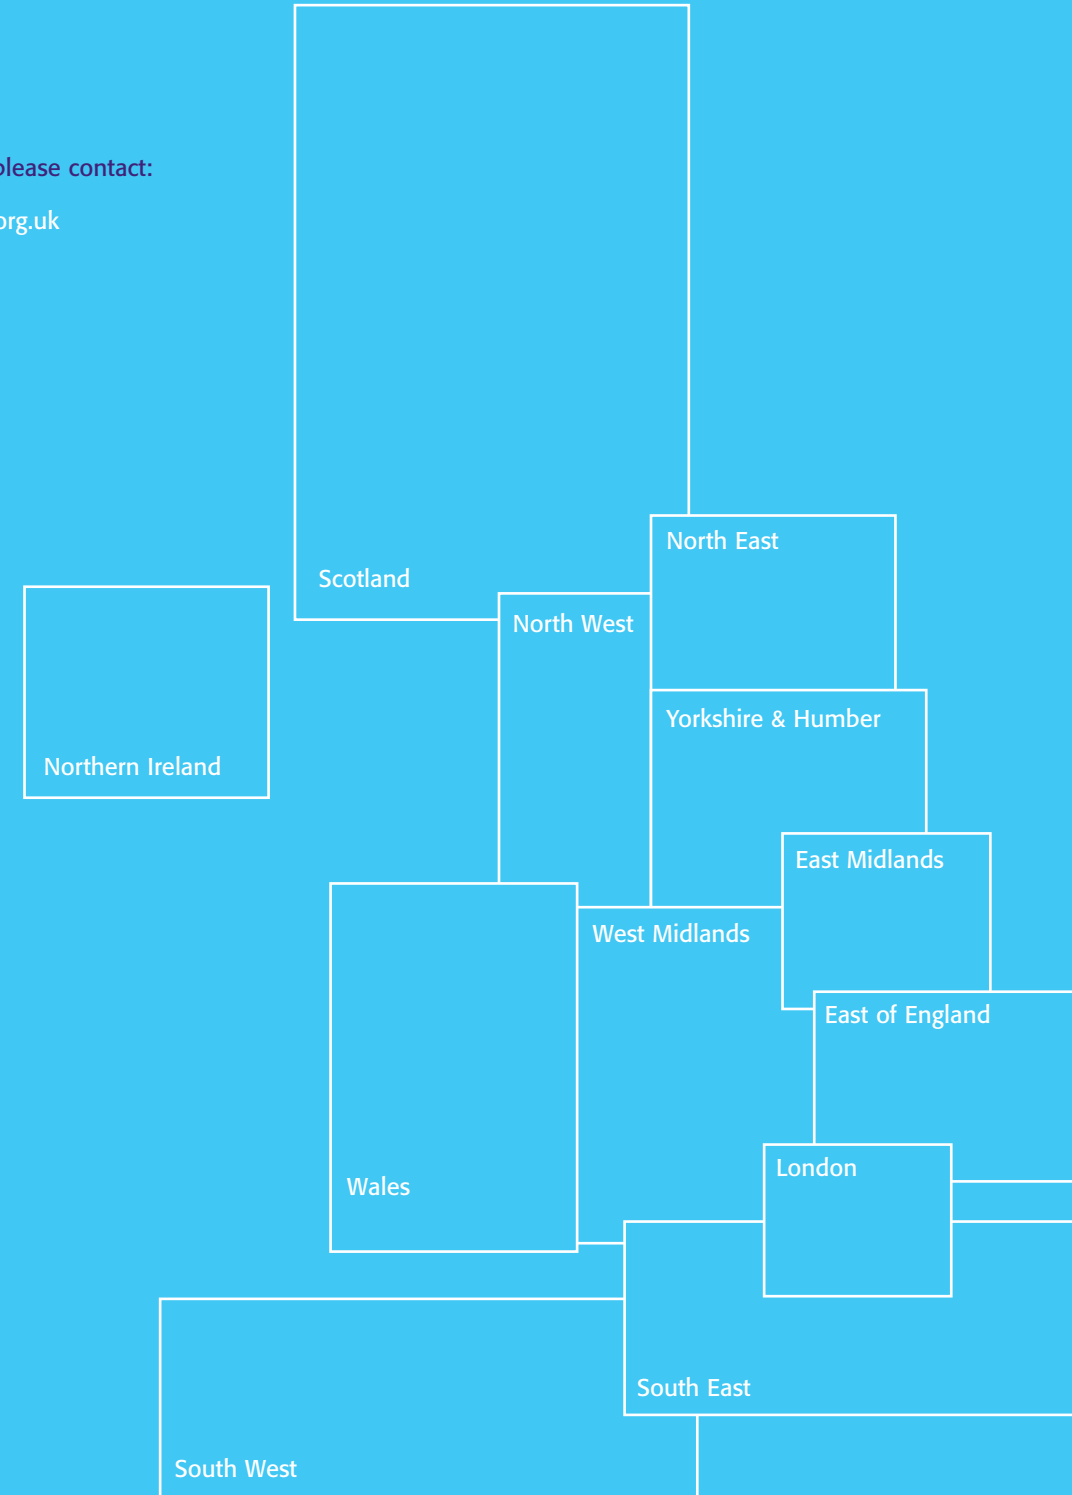 please contact:
org.uk
North East
Scotland
North West
Yorkshire & Humber
Northern Ireland
East Midlands
West Midlands
East of England
London
Wales
South East
South West